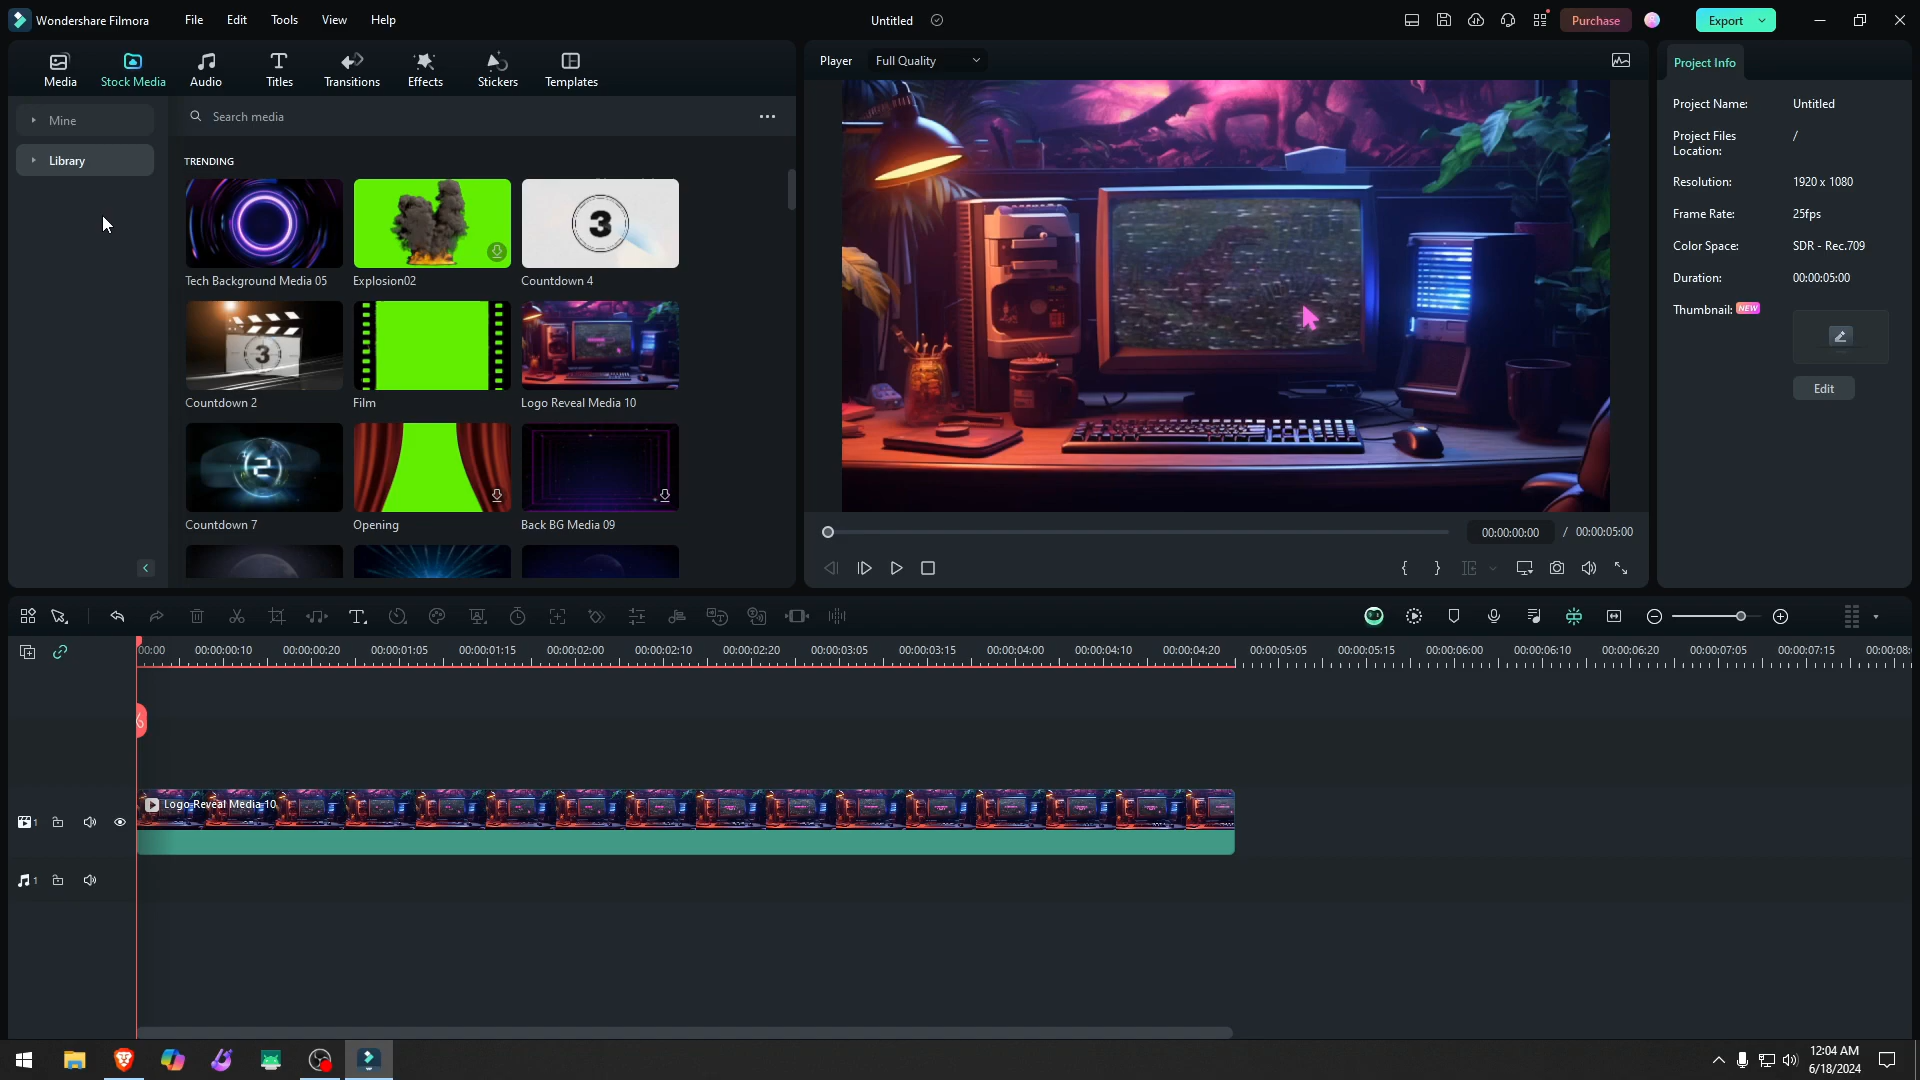 Wondershare Filmora
File
Edit
Tools
View
Help
Untitled
Purchase
Export
Media
Stock Media
Audio
Titles
Transitions
Effects
Stickers
Templates
Mine
Library
Search media
TRENDING
Tech Background Media 05
Explosion02
3
Countdown 4
3
Countdown 2
Film
Logo Reveal Media 10
2
Countdown 7
Opening
Back BG Media 09
Player
Full Quality
00:00:00:00
/ 00:00:05:00
Project Info
Project Name:
Untitled
Project Files Location:
/
Resolution:
1920 x 1080
Frame Rate:
25fps
Color Space:
SDR - Rec.709
Duration:
00:00:05:00
Thumbnail:
NEW
Edit
00:00
00:00:00:10
00:00:00:20
00:00:01:05
00:00:01:15
00:00:02:00
00:00:02:10
00:00:02:20
00:00:03:05
00:00:03:15
00:00:04:00
00:00:04:10
00:00:04:20
00:00:05:05
00:00:05:15
00:00:06:00
00:00:06:10
00:00:06:20
00:00:07:05
00:00:07:15
00:00:08:
Logo Reveal Media 10
1
1
12:04 AM
6/18/2024